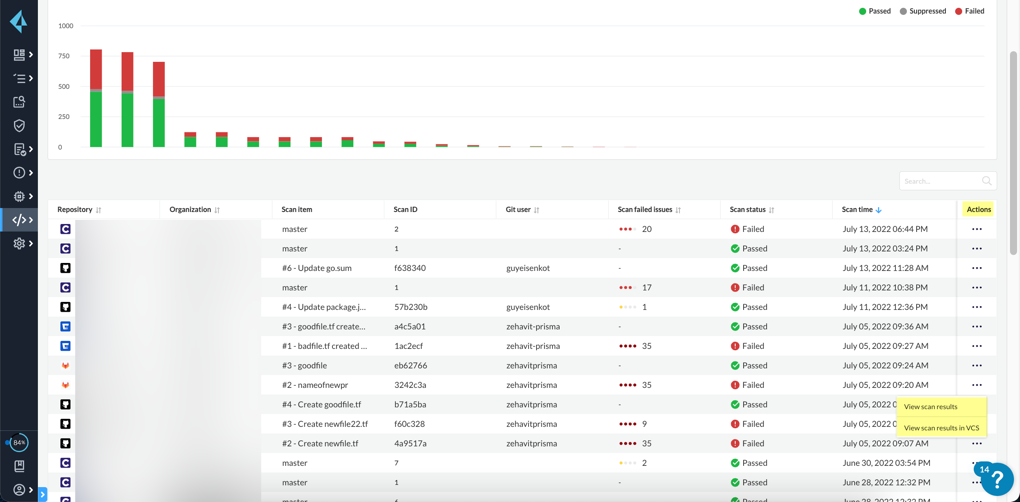 Passed Suppressed Failed
1000
750
500
250
0
Search...
Repository Organization Scan item Scan ID Git user Scan failed issues Scan status Scan time Actions
master 2 20 Failed July 13, 2022 06:44 PM ...
master 1 - Passed July 13, 2022 03:24 PM ...
#6 - Update go.sum f638340 guyeisenkot - Passed July 13, 2022 11:28 AM ...
master 1 17 Failed July 11, 2022 10:38 PM ...
#4 - Update package.j... 57b230b guyeisenkot 1 Passed July 11, 2022 12:36 PM ...
#3 - goodfile.tf create... a4c5a01 zehavit-prisma - Passed July 05, 2022 09:36 AM ...
#1 - badfile.tf created ... 1ac2ecf zehavit-prisma 35 Failed July 05, 2022 09:27 AM ...
#3 - goodfile eb62766 zehavitprisma - Passed July 05, 2022 09:24 AM ...
#2 - nameofnewpr 3242c3a zehavitprisma 35 Failed July 05, 2022 09:20 AM ...
#4 - Create goodfile.tf b71a5ba zehavitprisma - Passed July 05, 2022 0
View scan results
#3 - Create newfile22.tf f60c328 zehavitprisma 9 Failed July 05, 2022 0
View scan results in VCS
#2 - Create newfile.tf 4a9517a zehavitprisma 35 Failed July 05, 2022 09:07 AM ...
84%
master 7 2 Passed June 30, 2022 03:54 PM ...
14
?
master 1 - Passed June 28, 2022 12:32 PM